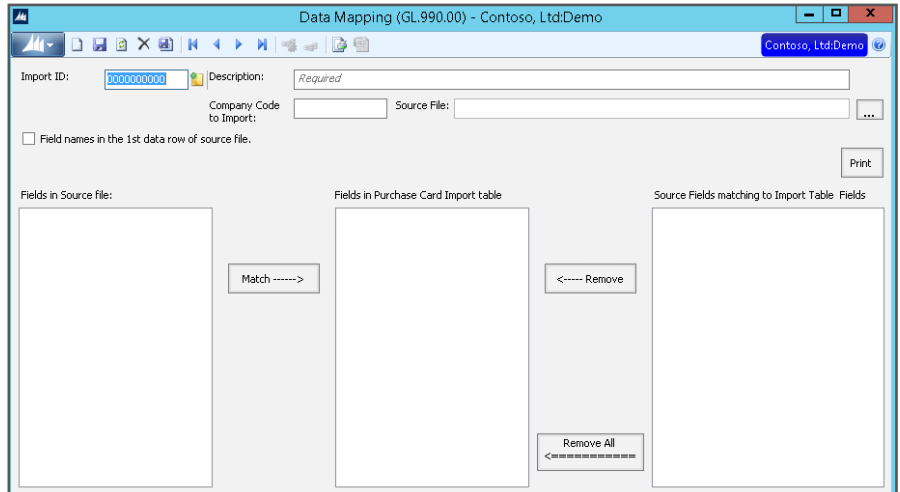 Data Mapping (GL.990.00) - Contoso, Ltd:Demo
Contoso, Ltd:Demo
Import ID: 0000000000 Description: Required
Company Code to Import: Source File: ...
Field names in the 1st data row of source file.
Print
Fields in Source file: Fields in Purchase Card Import table Source Fields matching to Import Table Fields
Match ------> <----- Remove
Remove All
<===========